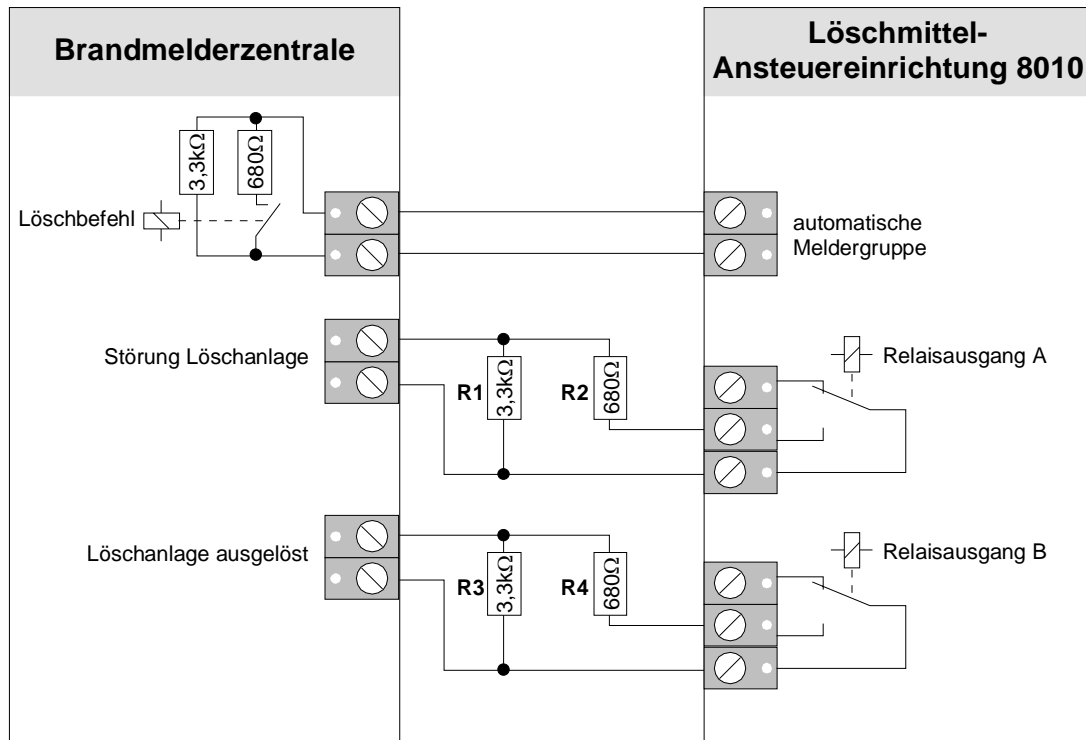 Brandmelderzentrale
Löschmittel-
Ansteuereinrichtung 8010
3,3kΩ
680Ω
Löschbefehl
automatische
Meldergruppe
Störung Löschanlage
R1
3,3kΩ
R2
680Ω
Relaisausgang A
Löschanlage ausgelöst
R3
3,3kΩ
R4
680Ω
Relaisausgang B